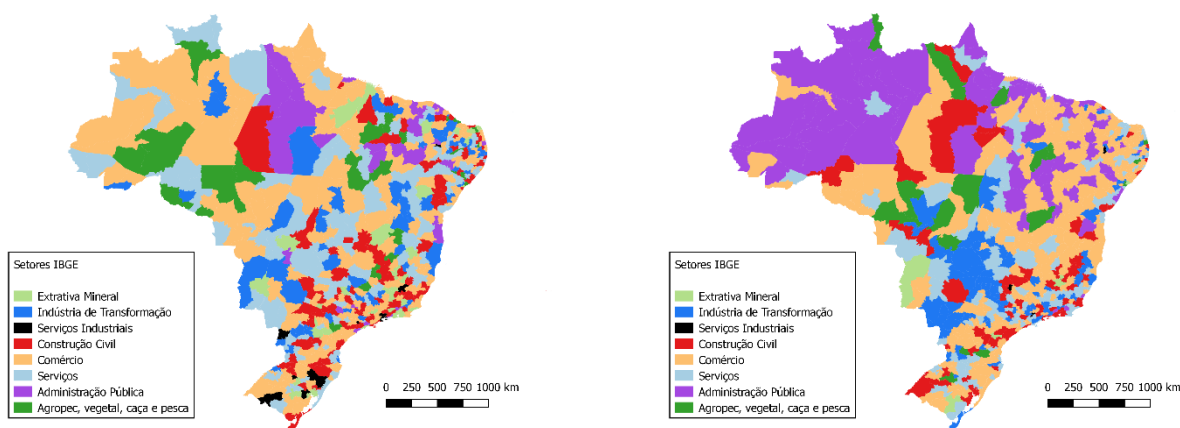 Setores IBGE
Extrativa Mineral
Indústria de Transformação
Serviços Industriais
Construção Civil
Comércio
Serviços
Administração Pública
Agropec, vegetal, caça e pesca
0 250 500 750 1000 km
Setores IBGE
Extrativa Mineral
Indústria de Transformação
Serviços Industriais
Construção Civil
Comércio
Serviços
Administração Pública
Agropec, vegetal, caça e pesca
0 250 500 750 1000 km